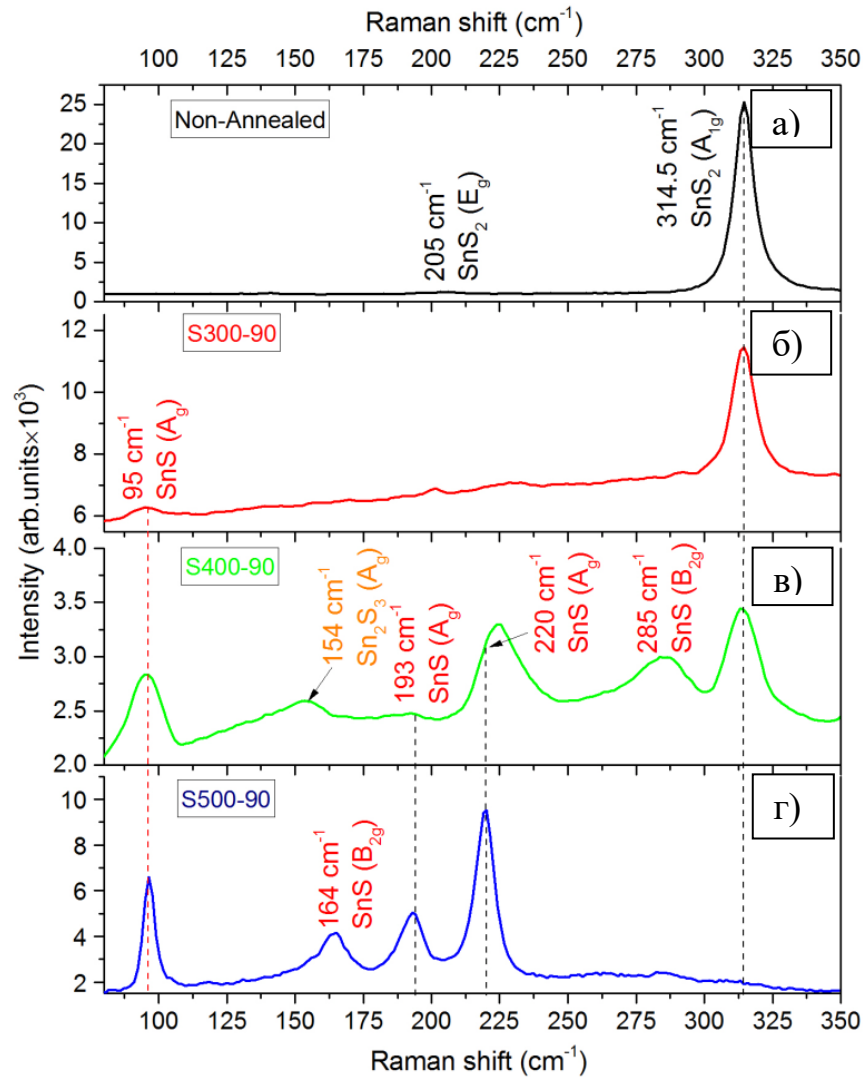 Raman shift (cm⁻¹)
100 125 150 175 200 225 250 275 300 325 350
Intensity (arb.units×10³)
Non-Annealed
а)
25
20
15
10
5
0
205 cm⁻¹
SnS₂ (E_g)
314.5 cm⁻¹
SnS₂ (A₁g)
S300-90
б)
12
10
8
6
95 cm⁻¹
SnS (A_g)
S400-90
в)
4.0
3.5
3.0
2.5
2.0
154 cm⁻¹
Sn₂S₃ (A_g)
193 cm⁻¹
SnS (A_g)
220 cm⁻¹
SnS (A_g)
285 cm⁻¹
SnS (B₂g)
S500-90
г)
10
8
6
4
2
164 cm⁻¹
SnS (B₂g)
100 125 150 175 200 225 250 275 300 325 350
Raman shift (cm⁻¹)